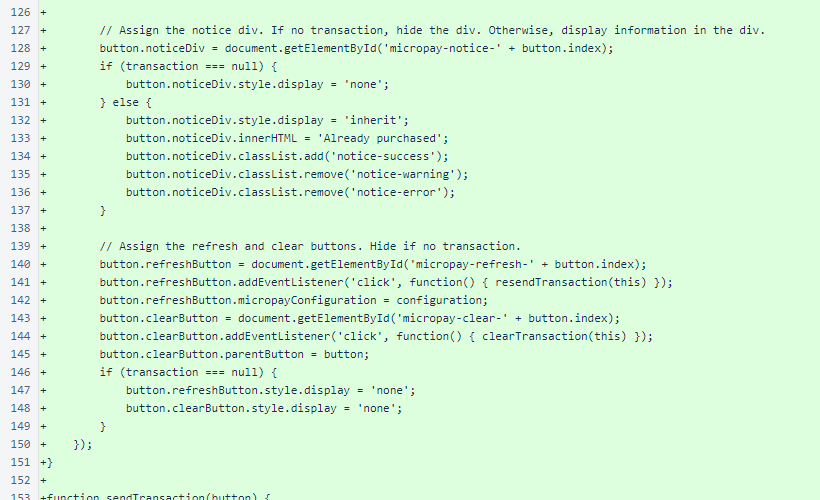 126 +
127 +        // Assign the notice div. If no transaction, hide the div. Otherwise, display information in the div.
128 +        button.noticeDiv = document.getElementById('micropay-notice-' + button.index);
129 +        if (transaction === null) {
130 +            button.noticeDiv.style.display = 'none';
131 +        } else {
132 +            button.noticeDiv.style.display = 'inherit';
133 +            button.noticeDiv.innerHTML = 'Already purchased';
134 +            button.noticeDiv.classList.add('notice-success');
135 +            button.noticeDiv.classList.remove('notice-warning');
136 +            button.noticeDiv.classList.remove('notice-error');
137 +        }
138 +
139 +        // Assign the refresh and clear buttons. Hide if no transaction.
140 +        button.refreshButton = document.getElementById('micropay-refresh-' + button.index);
141 +        button.refreshButton.addEventListener('click', function() { resendTransaction(this) });
142 +        button.refreshButton.micropayConfiguration = configuration;
143 +        button.clearButton = document.getElementById('micropay-clear-' + button.index);
144 +        button.clearButton.addEventListener('click', function() { clearTransaction(this) });
145 +        button.clearButton.parentButton = button;
146 +        if (transaction === null) {
147 +            button.refreshButton.style.display = 'none';
148 +            button.clearButton.style.display = 'none';
149 +        }
150 +    });
151 +}
152 +
153 +function sendTransaction(button) {